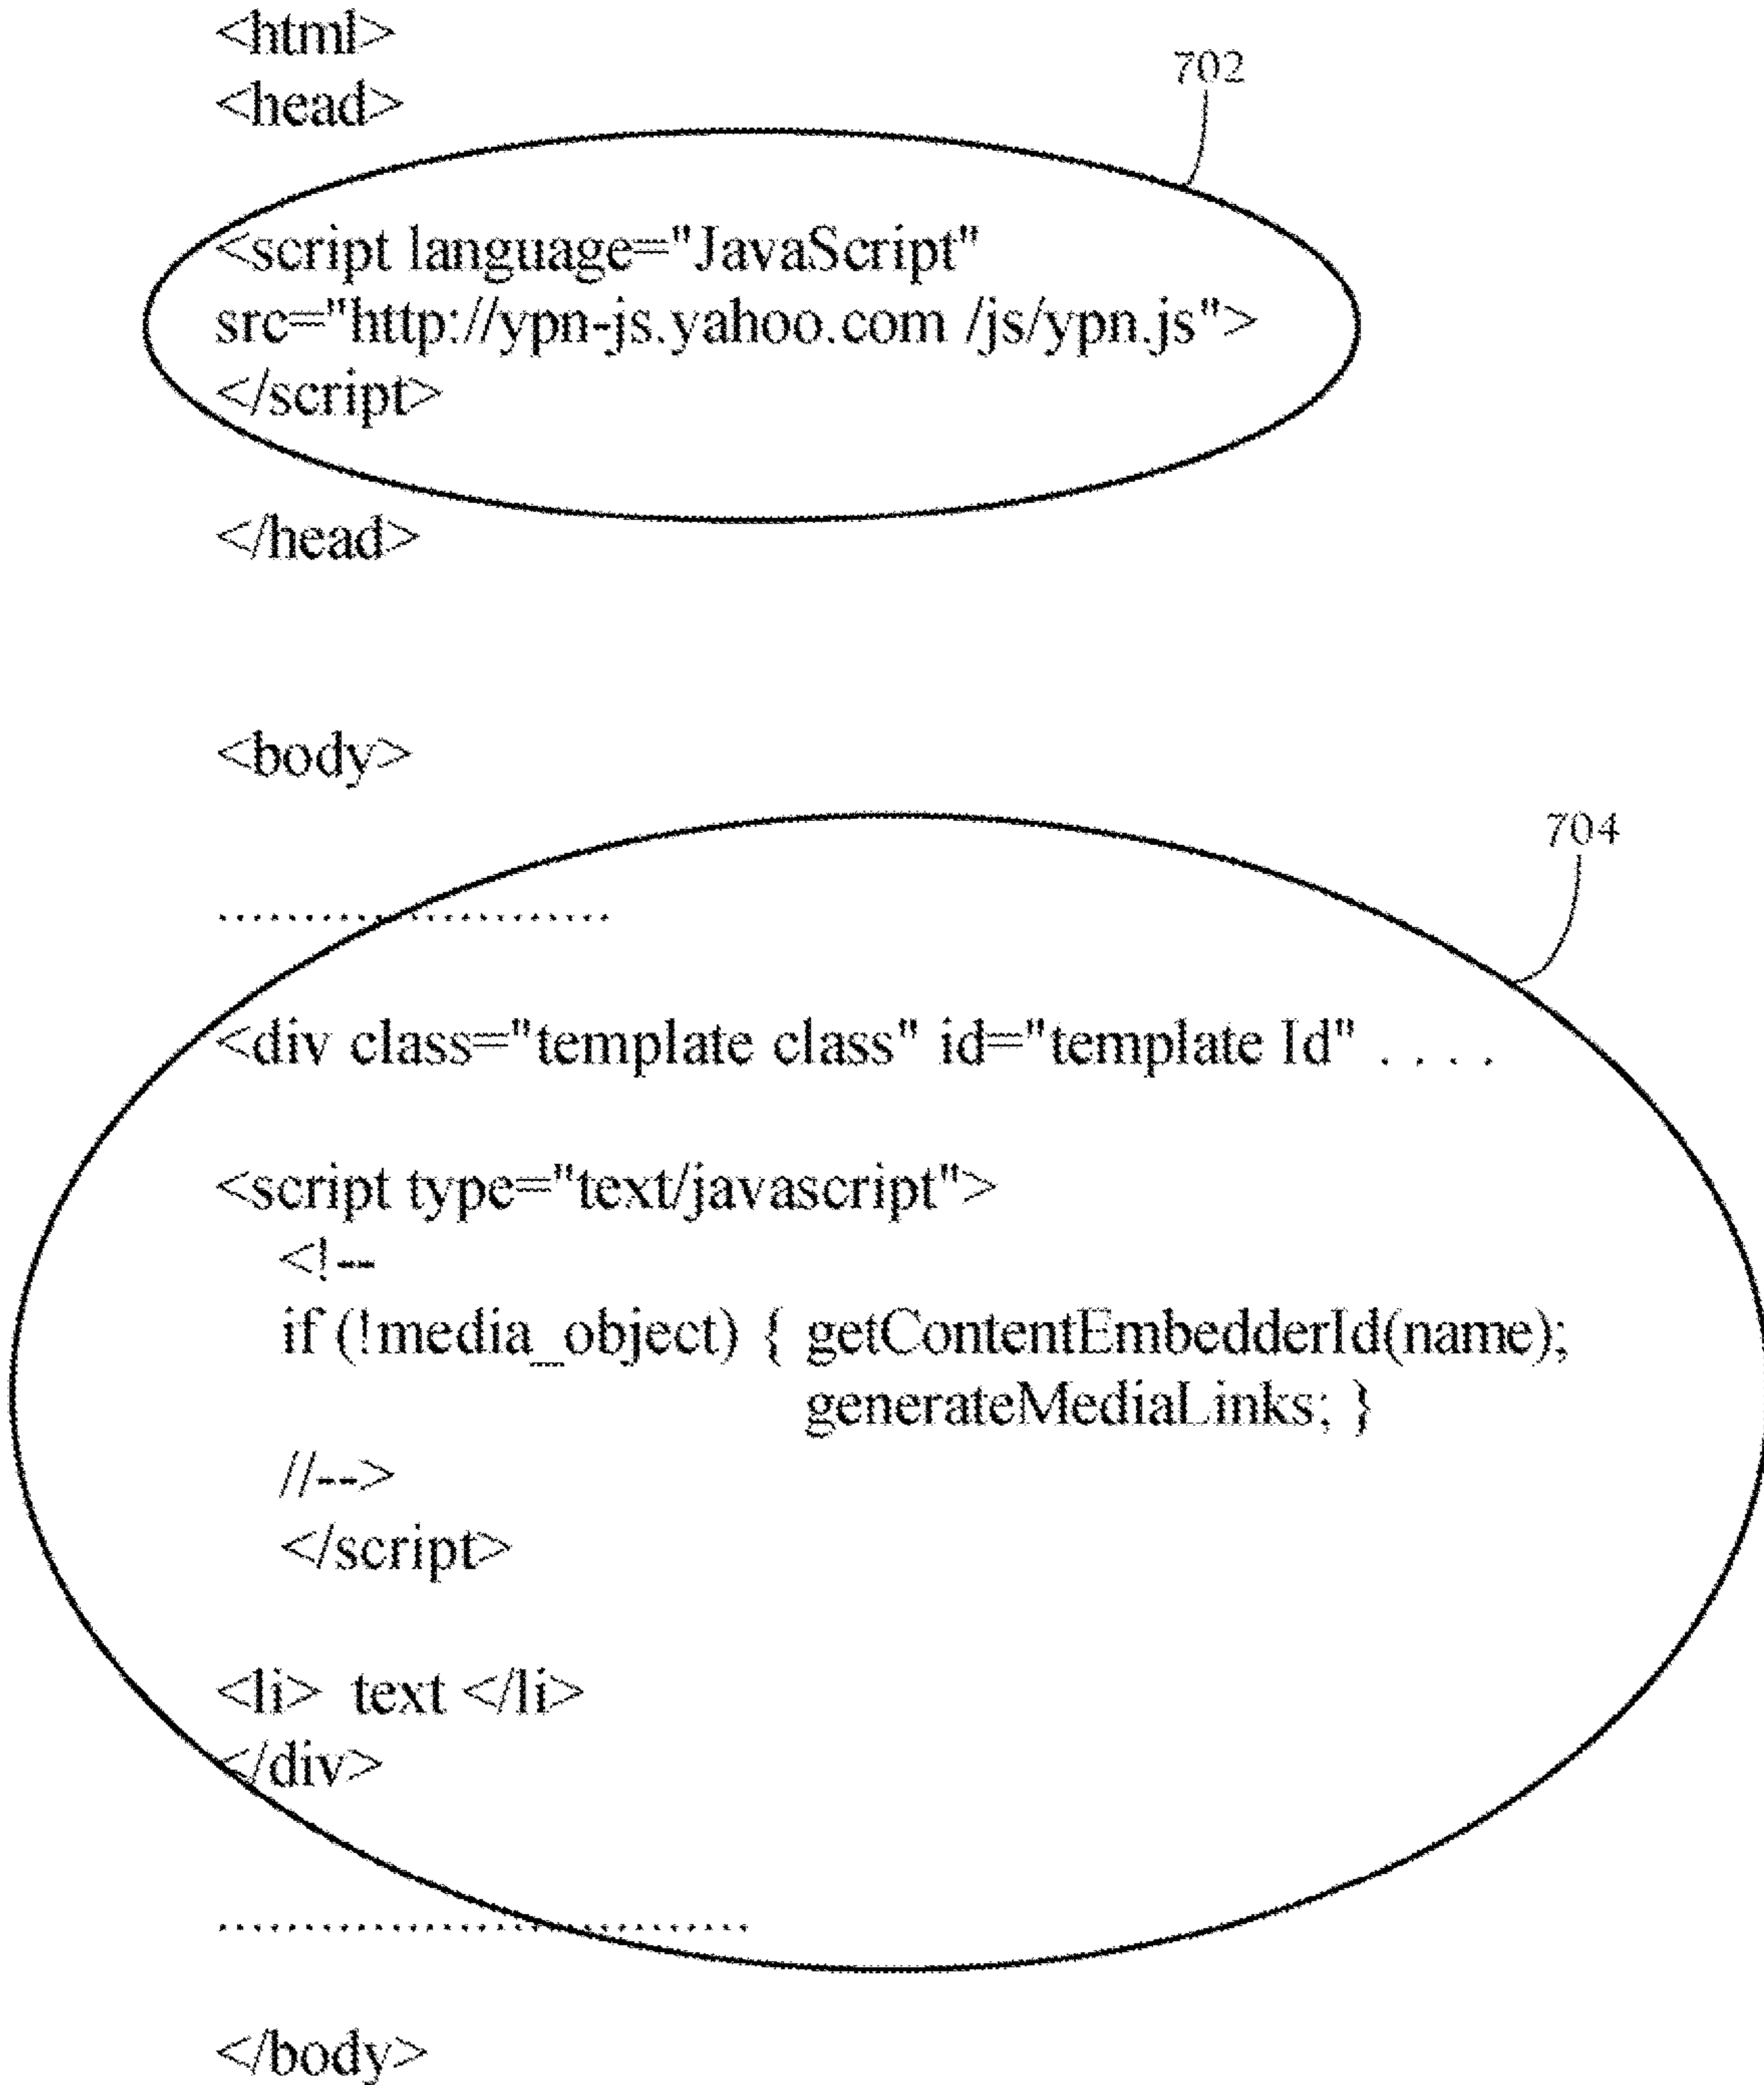 <html>
<head>
702
<script language="JavaScript"
src="http://ypn-js.yahoo.com /js/ypn.js">
</script>
</head>
<body>
704
......................
<div class="template class" id="template Id" . . . .
<script type="text/javascript">
<!--
if (!media_object) { getContentEmbedderId(name);
generateMediaLinks; }
//-->
</script>
<li> text </li>
</div>
..............................
</body>